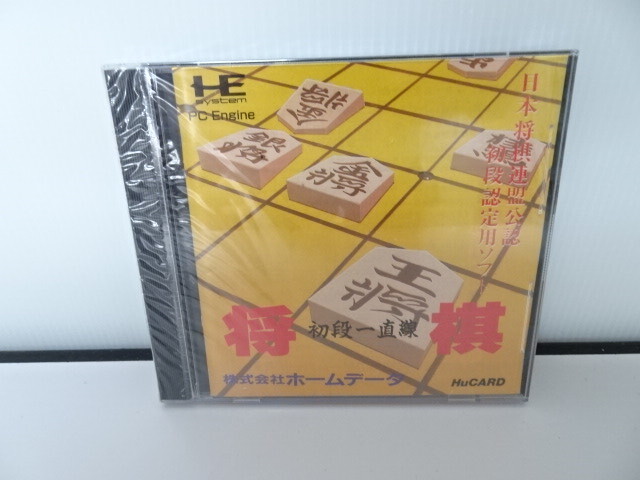 HE
system
PC Engine
日本将棋連盟公認
初段認定用ソフト
金将
銀将
金将
王将
将棋
初段一直線
株式会社ホームデータ
HuCARD